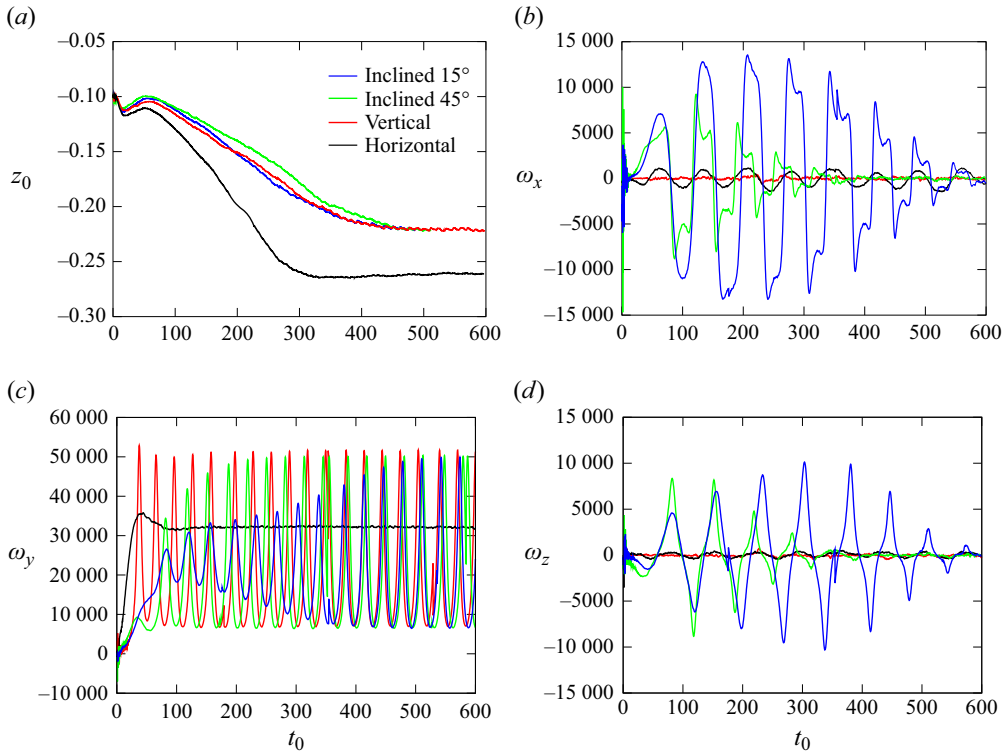 (a)
−0.05
−0.10
−0.15
−0.20
−0.25
−0.30
z0
0 100 200 300 400 500 600
Inclined 15°
Inclined 45°
Vertical
Horizontal
(b)
15 000
10 000
5000
0
−5000
−10 000
−15 000
ωx
0 100 200 300 400 500 600
(c)
60 000
50 000
40 000
30 000
20 000
10 000
0
−10 000
ωy
0 100 200 300 400 500 600
t0
(d)
15 000
10 000
5000
0
−5000
−10 000
−15 000
ωz
0 100 200 300 400 500 600
t0